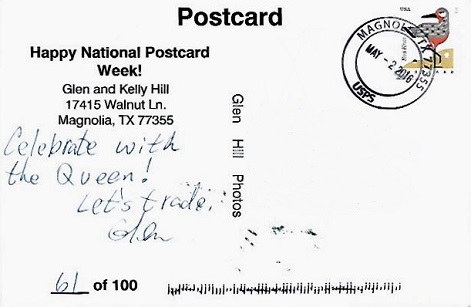 Postcard
Happy National Postcard
Week!
Glen and Kelly Hill
17415 Walnut Ln.
Magnolia, TX 77355
Celebrate with
the Queen!
Let's trade,
Glen
61 of 100
Glen Hill Photos
USA
MAGNOLIA TX 77355
MAY - 2 2016
USPS